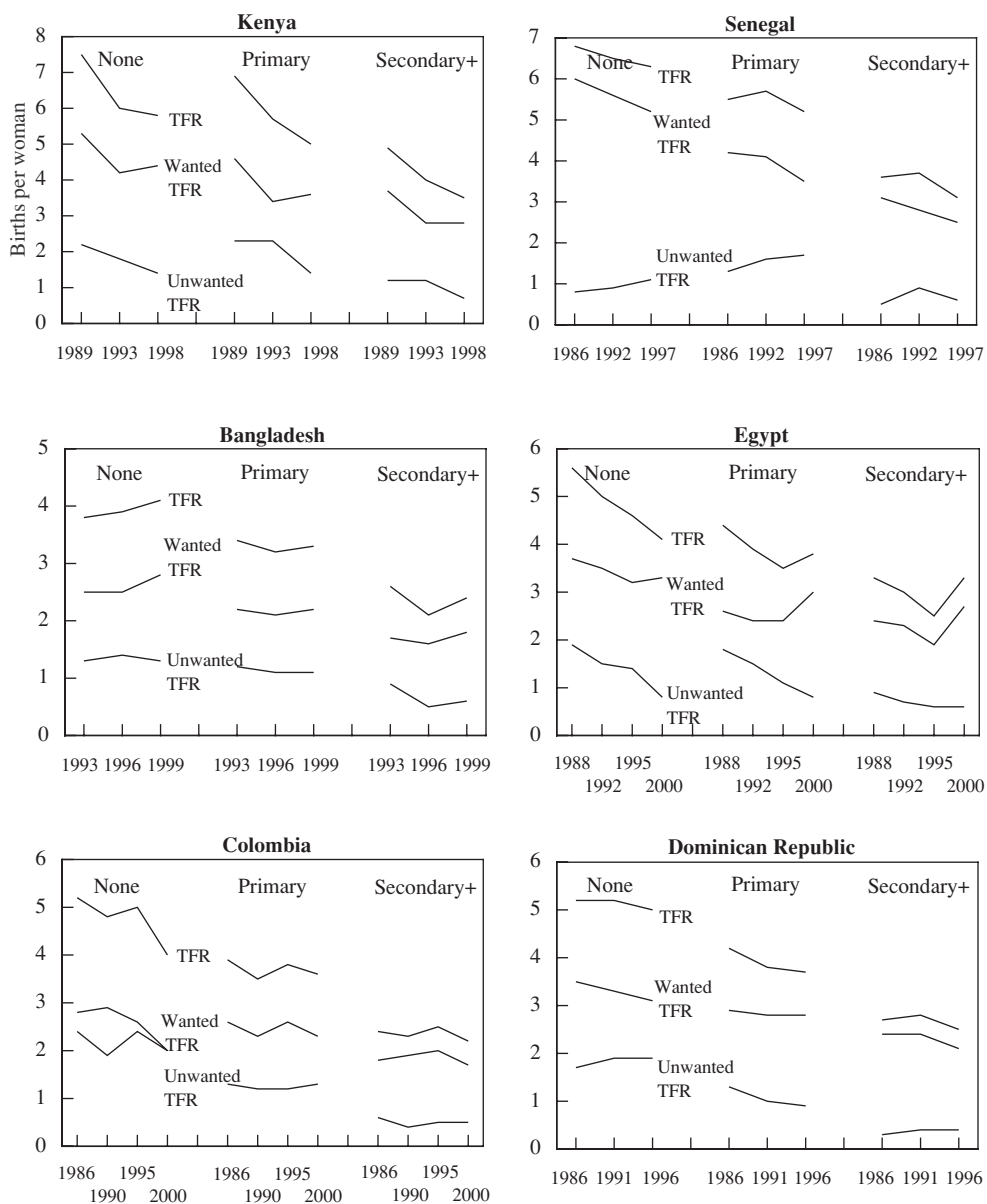 Kenya
8
7
6
5
4
3
2
1
0
Births per woman
None
Primary
Secondary+
TFR
Wanted
TFR
Unwanted
TFR
1989 1993 1998 1989 1993 1998 1989 1993 1998
Senegal
7
6
5
4
3
2
1
0
None
Primary
Secondary+
TFR
Wanted
TFR
Unwanted
TFR
1986 1992 1997 1986 1992 1997 1986 1992 1997
Bangladesh
5
4
3
2
1
0
None
Primary
Secondary+
TFR
Wanted
TFR
Unwanted
TFR
1993 1996 1999 1993 1996 1999 1993 1996 1999
Egypt
6
5
4
3
2
1
0
None
Primary
Secondary+
TFR
Wanted
TFR
Unwanted
TFR
1988 1995 1988 1995 1988 1995
1992 2000 1992 2000 1992 2000
Colombia
6
5
4
3
2
1
0
None
Primary
Secondary+
TFR
Wanted
TFR
Unwanted
TFR
1986 1995 1986 1995 1986 1995
1990 2000 1990 2000 1990 2000
Dominican Republic
6
5
4
3
2
1
0
None
Primary
Secondary+
TFR
Wanted
TFR
Unwanted
TFR
1986 1991 1996 1986 1991 1996 1986 1991 1996